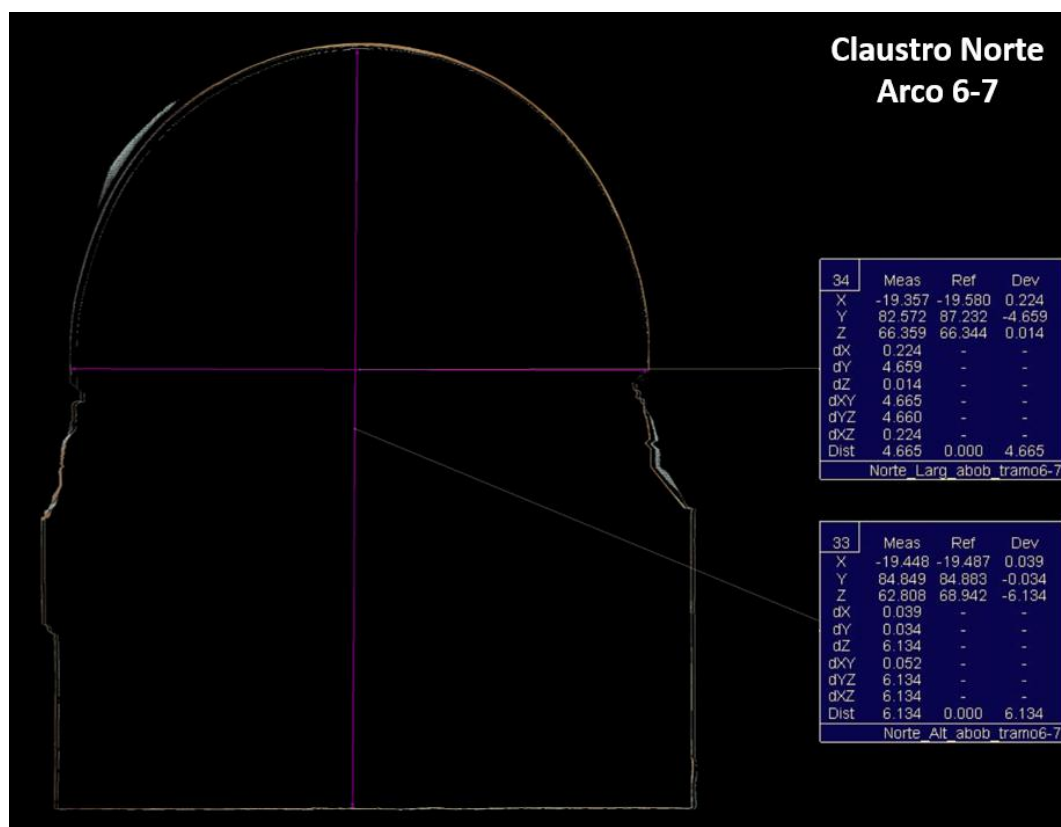 Claustro Norte
Arco 6-7
34 Meas Ref Dev
X -19.357 -19.580 0.224
Y 82.572 87.232 -4.659
Z 66.359 66.344 0.014
dX 0.224 - -
dY 4.659 - -
dZ 0.014 - -
dXY 4.665 - -
dYZ 4.660 - -
dXZ 0.224 - -
Dist 4.665 0.000 4.665
Norte_Larg_abob_tramo6-7
33 Meas Ref Dev
X -19.448 -19.487 0.039
Y 84.849 84.883 -0.034
Z 62.808 68.942 -6.134
dX 0.039 - -
dY 0.034 - -
dZ 6.134 - -
dXY 0.052 - -
dYZ 6.134 - -
dXZ 6.134 - -
Dist 6.134 0.000 6.134
Norte_Alt_abob_tramo6-7